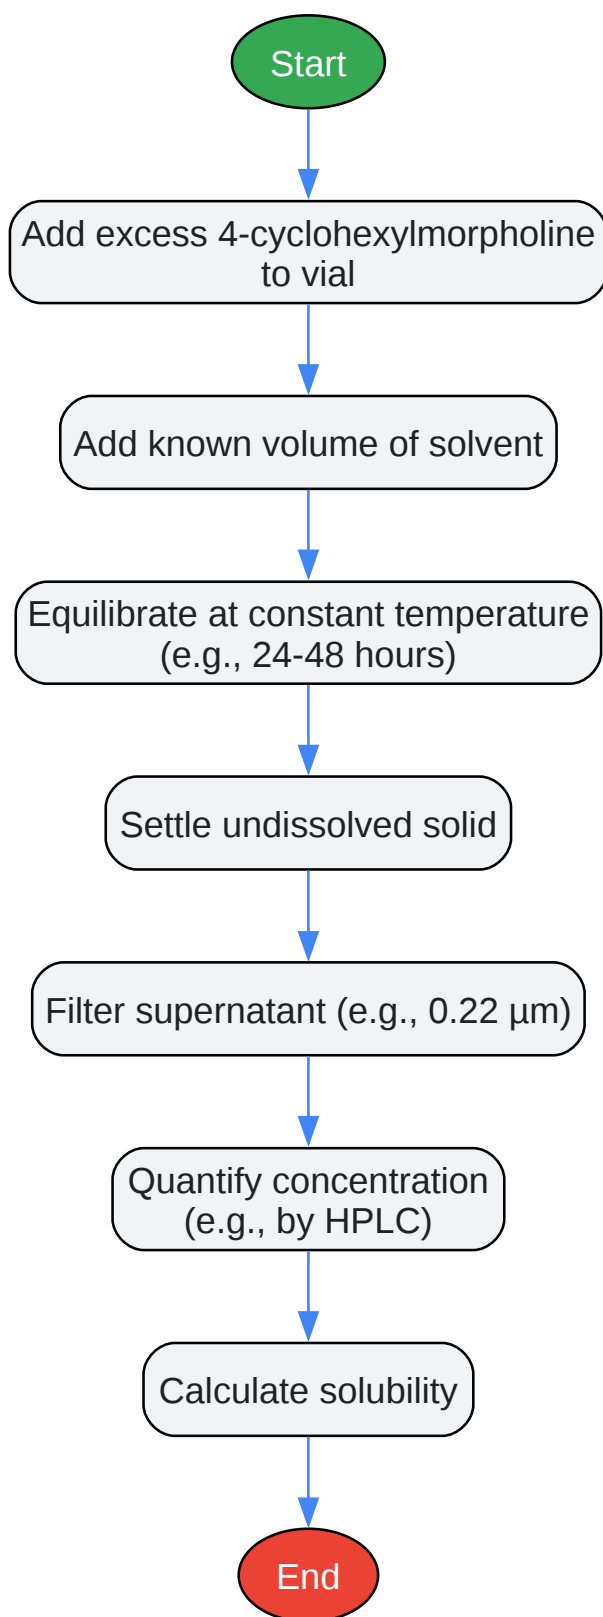 Start
Add excess 4-cyclohexylmorpholine
to vial
Add known volume of solvent
Equilibrate at constant temperature
(e.g., 24-48 hours)
Settle undissolved solid
Filter supernatant (e.g., 0.22 µm)
Quantify concentration
(e.g., by HPLC)
Calculate solubility
End